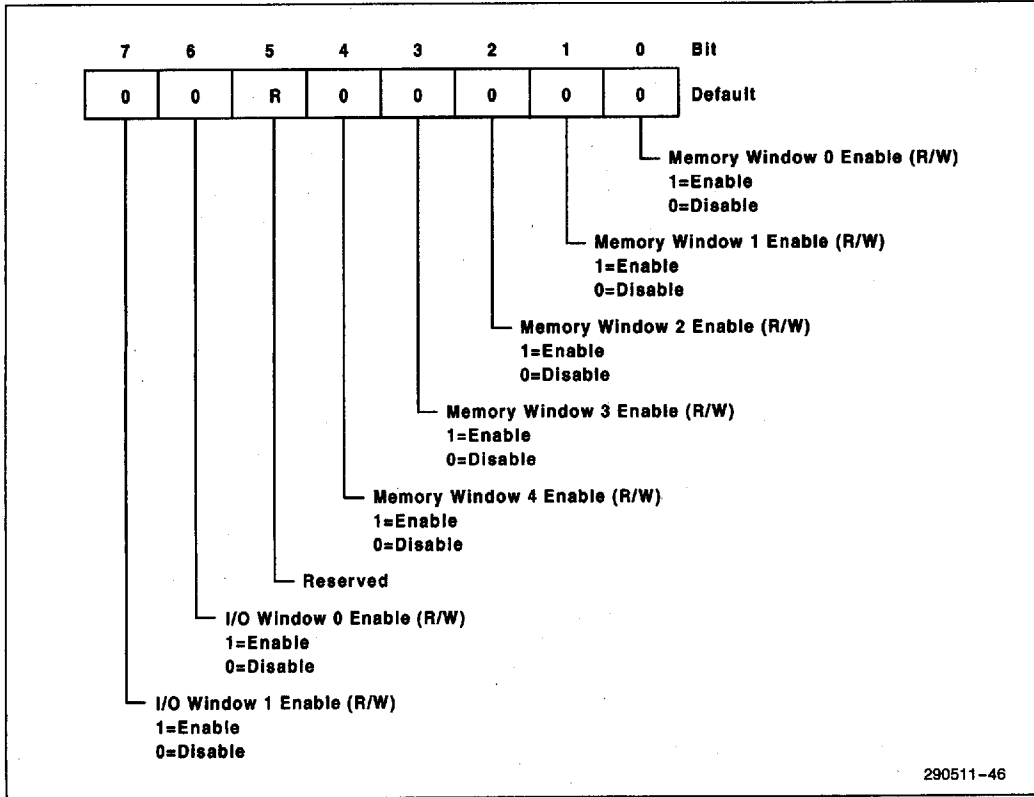 7 6 5 4 3 2 1 0 Bit
0 0 R 0 0 0 0 0 Default
Memory Window 0 Enable (R/W)
1=Enable
0=Disable
Memory Window 1 Enable (R/W)
1=Enable
0=Disable
Memory Window 2 Enable (R/W)
1=Enable
0=Disable
Memory Window 3 Enable (R/W)
1=Enable
0=Disable
Memory Window 4 Enable (R/W)
1=Enable
0=Disable
Reserved
I/O Window 0 Enable (R/W)
1=Enable
0=Disable
I/O Window 1 Enable (R/W)
1=Enable
0=Disable
290511-46